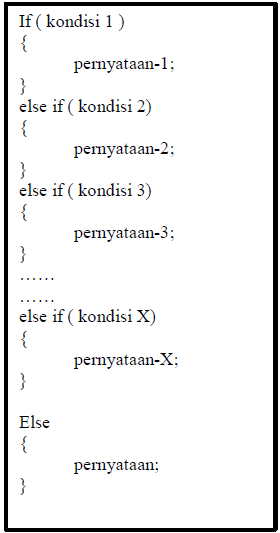 If ( kondisi 1 )
{
pernyataan-1;
}
else if ( kondisi 2)
{
pernyataan-2;
}
else if ( kondisi 3)
{
pernyataan-3;
}
……
……
else if ( kondisi X)
{
pernyataan-X;
}
Else
{
pernyataan;
}